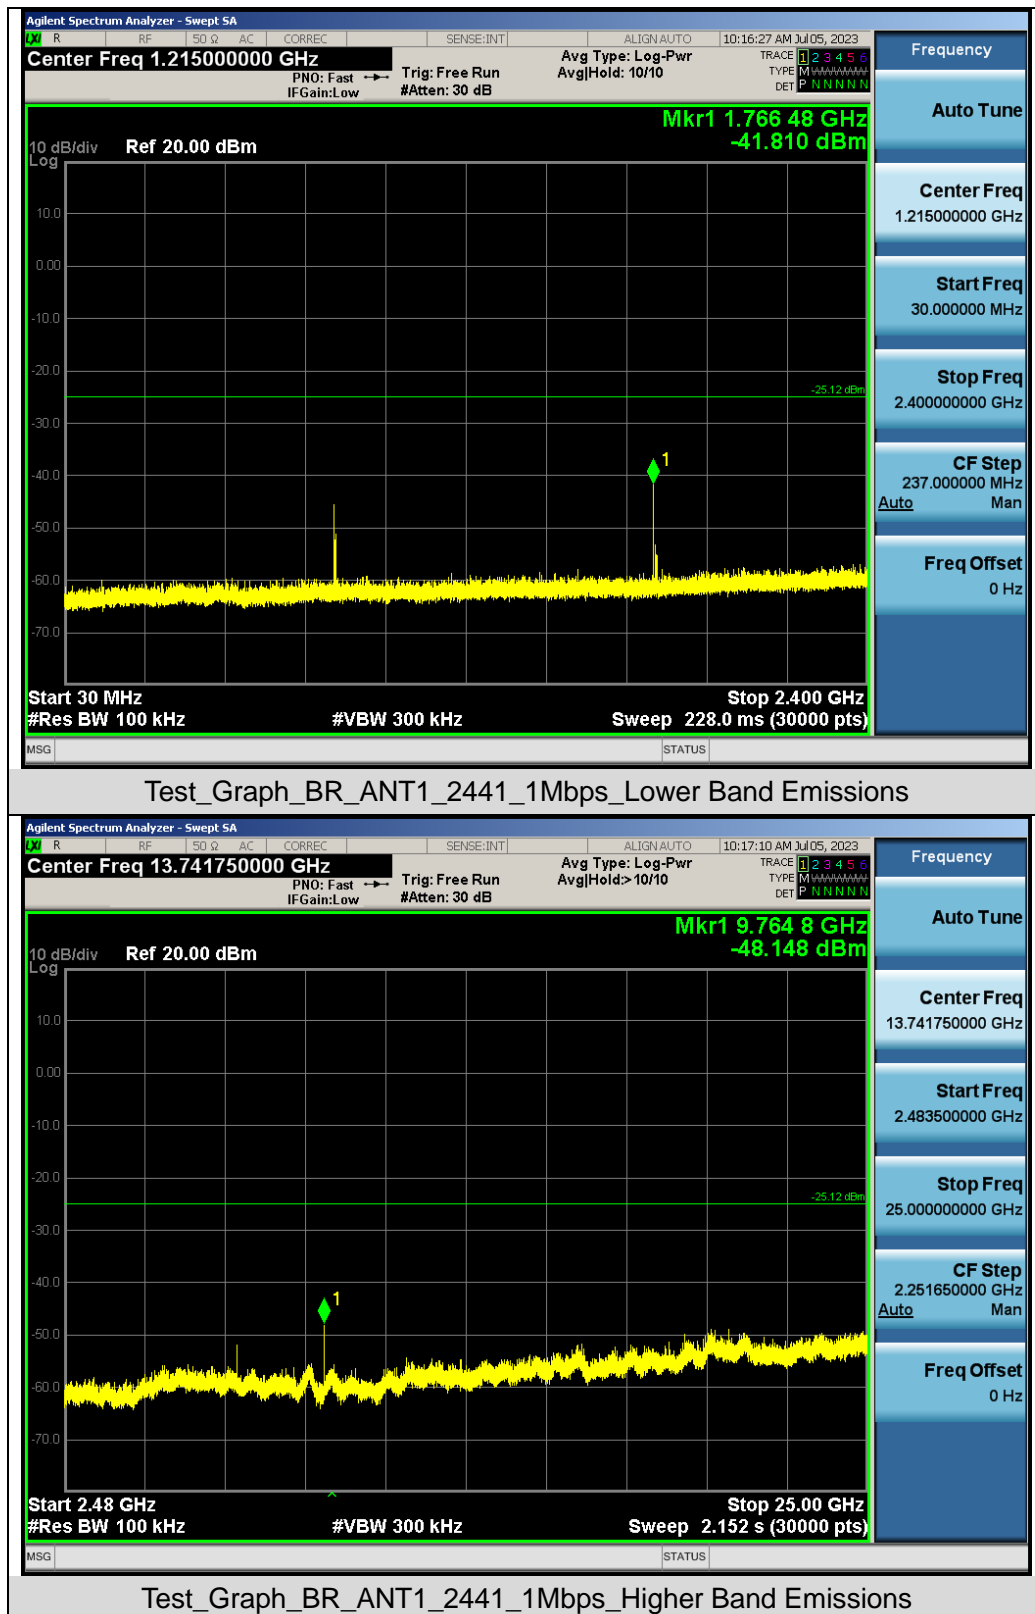 Agilent Spectrum Analyzer - Swept SA
LXI R RF 50 Ω AC CORREC SENSE:INT ALIGN AUTO 10:16:27 AM Jul 05, 2023
Center Freq 1.215000000 GHz
PNO: Fast
IFGain:Low
Trig: Free Run
#Atten: 30 dB
Avg Type: Log-Pwr
Avg|Hold: 10/10
TRACE 1 2 3 4 5 6
TYPE M WWWWW
DET P N N N N N
Mkr1 1.766 48 GHz
-41.810 dBm
10 dB/div Ref 20.00 dBm
Log
10.0
0.00
-10.0
-20.0
-25.12 dBm
-30.0
-40.0
1
-50.0
-60.0
-70.0
Start 30 MHz Stop 2.400 GHz
#Res BW 100 kHz #VBW 300 kHz Sweep 228.0 ms (30000 pts)
MSG STATUS
Frequency
Auto Tune
Center Freq
1.215000000 GHz
Start Freq
30.000000 MHz
Stop Freq
2.400000000 GHz
CF Step
237.000000 MHz
Auto Man
Freq Offset
0 Hz
Test_Graph_BR_ANT1_2441_1Mbps_Lower Band Emissions
Agilent Spectrum Analyzer - Swept SA
LXI R RF 50 Ω AC CORREC SENSE:INT ALIGN AUTO 10:17:10 AM Jul 05, 2023
Center Freq 13.741750000 GHz
PNO: Fast
IFGain:Low
Trig: Free Run
#Atten: 30 dB
Avg Type: Log-Pwr
Avg|Hold:>10/10
TRACE 1 2 3 4 5 6
TYPE M WWWWW
DET P N N N N N
Mkr1 9.764 8 GHz
-48.148 dBm
10 dB/div Ref 20.00 dBm
Log
10.0
0.00
-10.0
-20.0
-25.12 dBm
-30.0
-40.0
1
-50.0
-60.0
-70.0
Start 2.48 GHz Stop 25.00 GHz
#Res BW 100 kHz #VBW 300 kHz Sweep 2.152 s (30000 pts)
MSG STATUS
Frequency
Auto Tune
Center Freq
13.741750000 GHz
Start Freq
2.483500000 GHz
Stop Freq
25.000000000 GHz
CF Step
2.251650000 GHz
Auto Man
Freq Offset
0 Hz
Test_Graph_BR_ANT1_2441_1Mbps_Higher Band Emissions